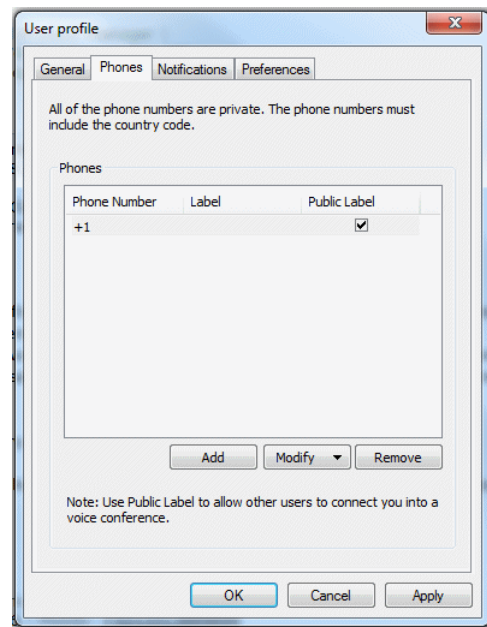 User profile
General Phones Notifications Preferences
All of the phone numbers are private. The phone numbers must
include the country code.
Phones
Phone Number Label Public Label
+1
Add Modify Remove
Note: Use Public Label to allow other users to connect you into a
voice conference.
OK Cancel Apply